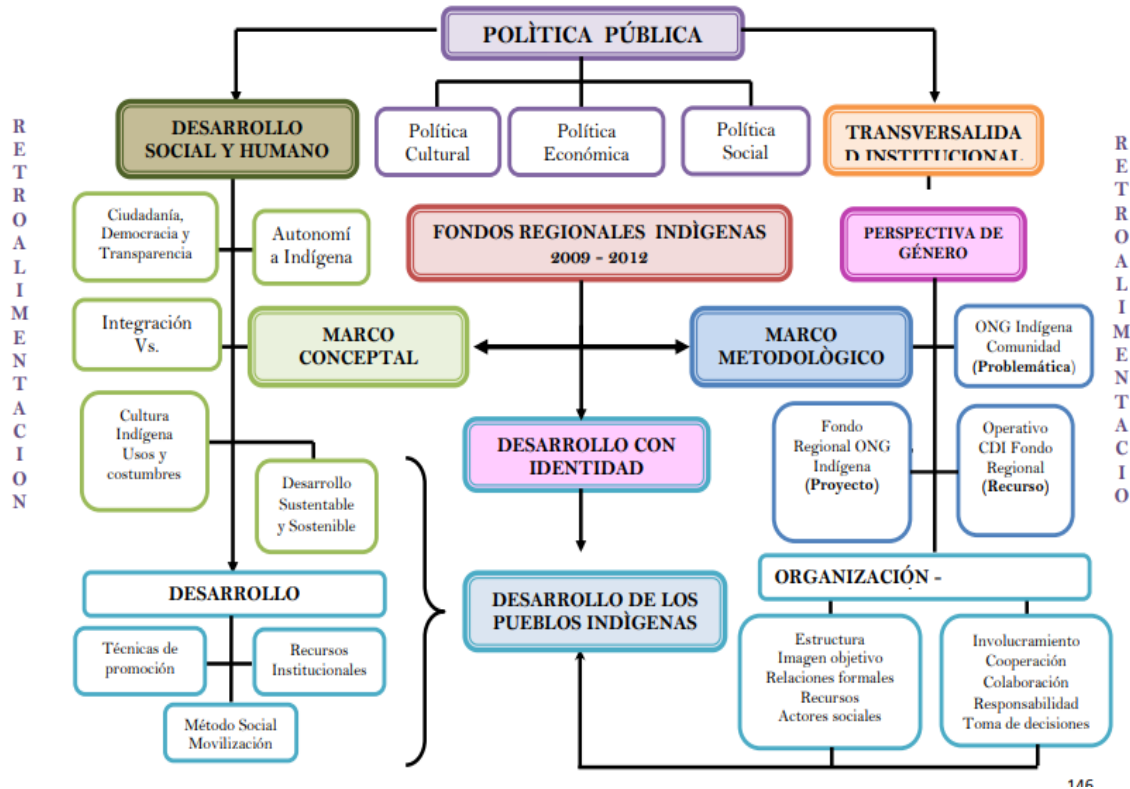 POLÌTICA PÚBLICA
DESARROLLO
SOCIAL Y HUMANO
Política
Cultural
Política
Económica
Política
Social
TRANSVERSALIDA
D INSTITUCIONAL
RETROALIMENTACION
RETROALIMENTACIO
Ciudadanía,
Democracia y
Transparencia
Autonomí
a Indígena
FONDOS REGIONALES INDÌGENAS
2009 - 2012
PERSPECTIVA DE
GÉNERO
Integración
Vs.
MARCO
CONCEPTAL
MARCO
METODOLÒGICO
ONG Indígena
Comunidad
(Problemática)
Cultura
Indígena
Usos y
costumbres
Desarrollo
Sustentable
y Sostenible
DESARROLLO CON
IDENTIDAD
Fondo
Regional ONG
Indígena
(Proyecto)
Operativo
CDI Fondo
Regional
(Recurso)
DESARROLLO
DESARROLLO DE LOS
PUEBLOS INDÌGENAS
ORGANIZACIÓN -
Técnicas de
promoción
Recursos
Institucionales
Método Social
Movilización
Estructura
Imagen objetivo
Relaciones formales
Recursos
Actores sociales
Involucramiento
Cooperación
Colaboración
Responsabilidad
Toma de decisiones
146